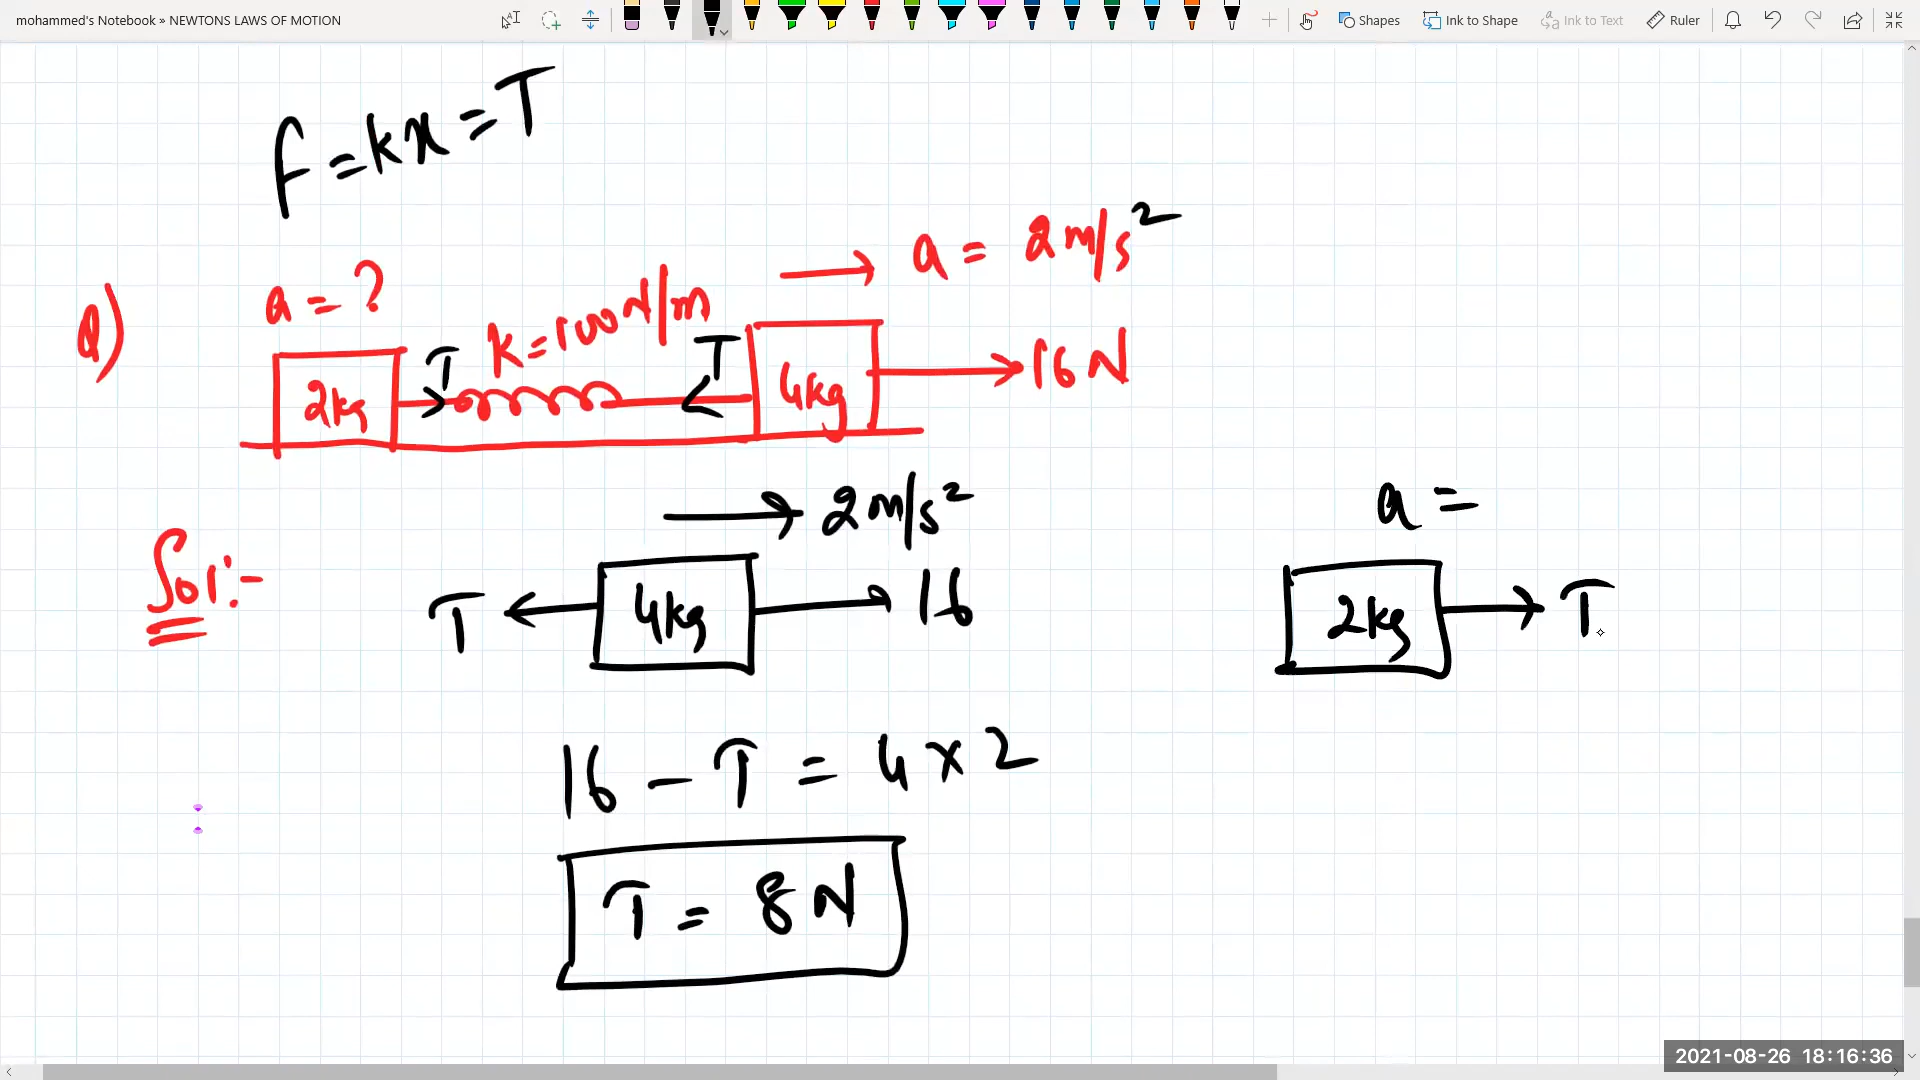 mohammed's Notebook » NEWTONS LAWS OF MOTION
Shapes
Ink to Shape
Ink to Text
Ruler
F = kx = T
Q)
a = ?
k = 100 N/m
a = 2 m/s²
2kg
T
T
4kg
16 N
Sol:-
2 m/s²
T
4kg
16
a =
2kg
T
16 - T = 4 x 2
T = 8 N
2021-08-26 18:16:36